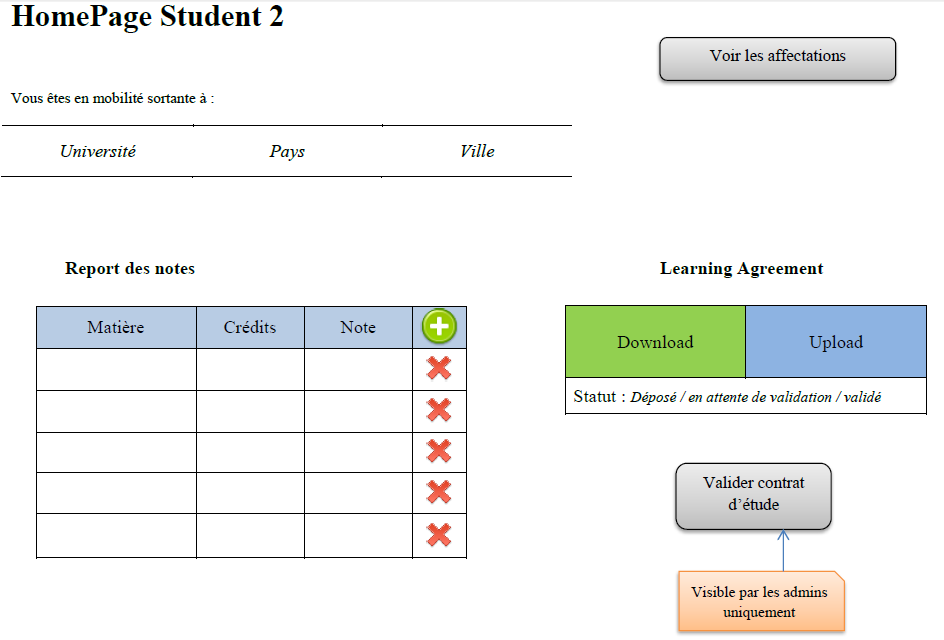 HomePage Student 2
Voir les affectations
Vous êtes en mobilité sortante à :
Université Pays Ville
Report des notes
Learning Agreement
Matière Crédits Note
Download Upload
Statut : Déposé / en attente de validation / validé
Valider contrat
d’étude
Visible par les admins
uniquement